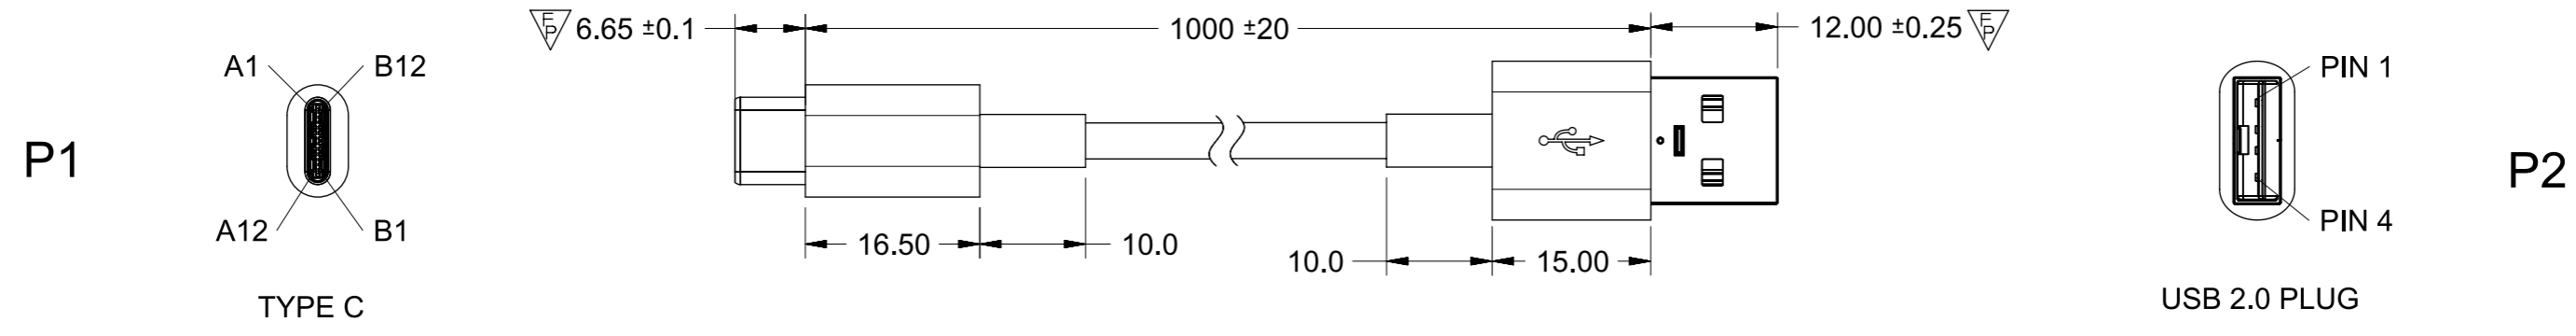 F
P 6.65 ±0.1
1000 ±20
12.00 ±0.25 F
P
A1
B12
PIN 1
P1
P2
A12
B1
PIN 4
16.50
10.0
10.0
15.00
TYPE C
USB 2.0 PLUG